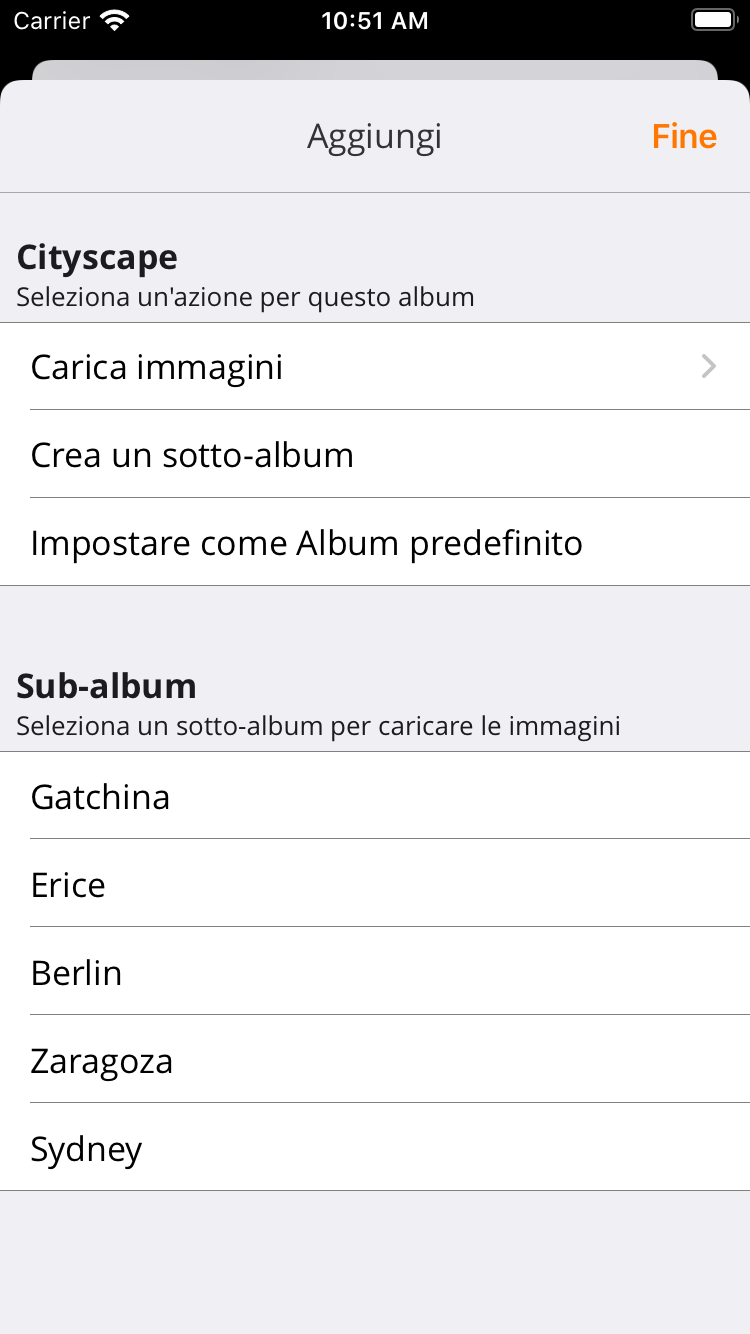 Carrier 10:51 AM
Aggiungi Fine
Cityscape
Seleziona un'azione per questo album
Carica immagini
Crea un sotto-album
Impostare come Album predefinito
Sub-album
Seleziona un sotto-album per caricare le immagini
Gatchina
Erice
Berlin
Zaragoza
Sydney